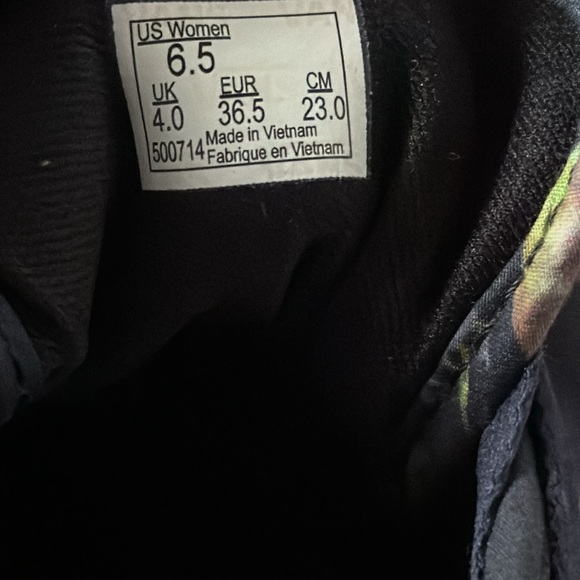 US Women
6.5
UK EUR CM
4.0 36.5 23.0
500714 Made in Vietnam
Fabrique en Vietnam